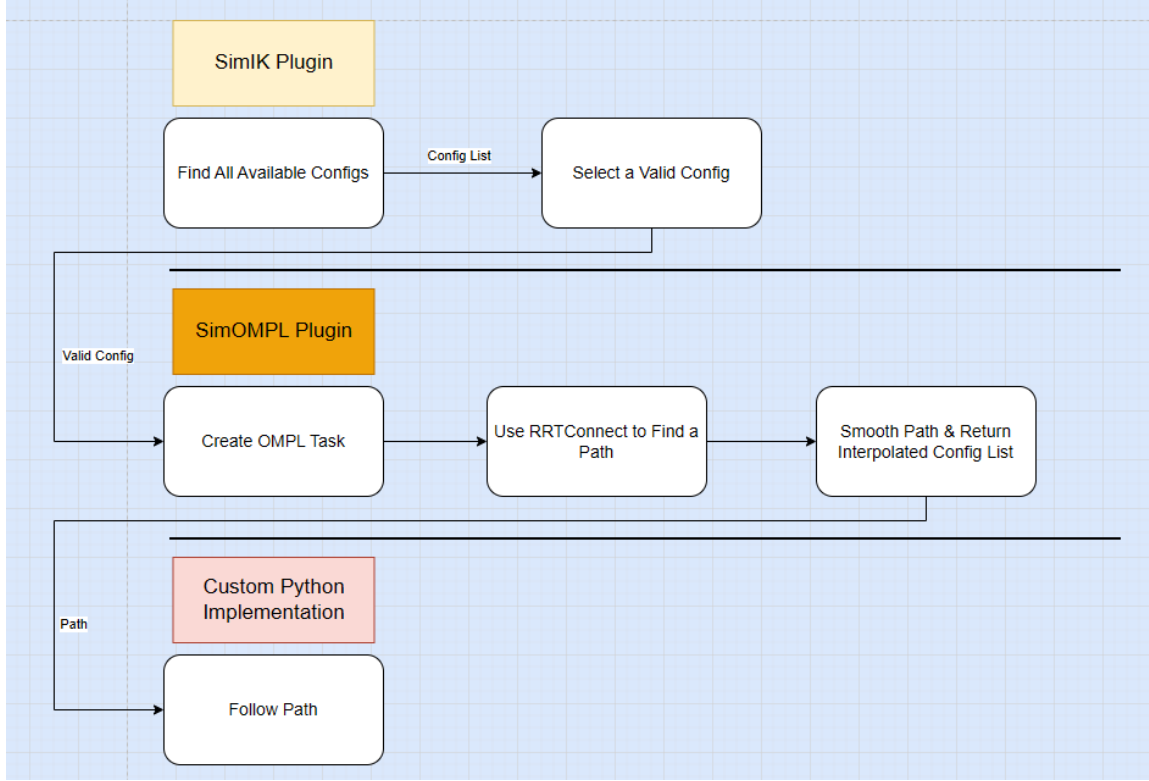 SimIK Plugin
Find All Available Configs
Config List
Select a Valid Config
SimOMPL Plugin
Valid Config
Create OMPL Task
Use RRTConnect to Find a
Path
Smooth Path & Return
Interpolated Config List
Custom Python
Implementation
Path
Follow Path